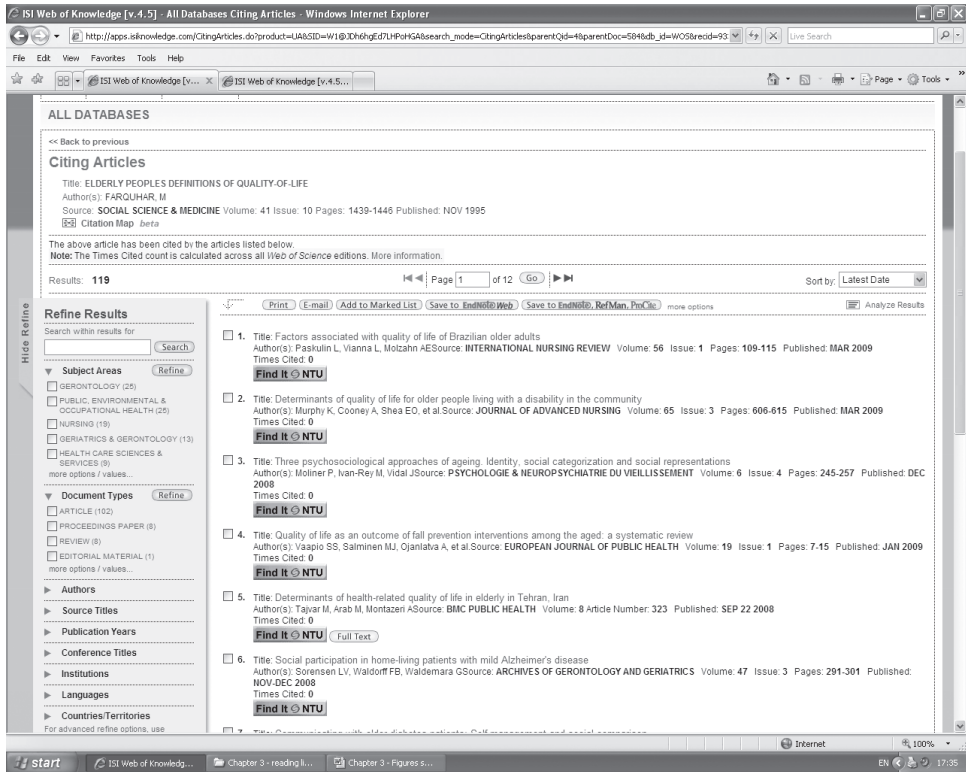 ISI Web of Knowledge [v.4.5] - All Databases Citing Articles - Windows Internet Explorer
Live Search
File Edit View Favorites Tools Help
ISI Web of Knowledge [v... ISI Web of Knowledge [v.4.5... Page Tools
ALL DATABASES
<< Back to previous
Citing Articles
Title: ELDERLY PEOPLES DEFINITIONS OF QUALITY-OF-LIFE
Author(s): FARQUHAR, M
Source: SOCIAL SCIENCE & MEDICINE Volume: 41 Issue: 10 Pages: 1439-1446 Published: NOV 1995
Citation Map beta
The above article has been cited by the articles listed below.
Note: The Times Cited count is calculated across all Web of Science editions. More information.
Results: 119 Page 1 of 12 Go Sort by: Latest Date
Print E-mail Add to Marked List Save to EndNote Web Save to EndNote, RefMan, ProCite more options Analyze Results
Hide Refine
Refine Results
Search within results for
Search
Subject Areas Refine
GERONTOLOGY (25)
PUBLIC, ENVIRONMENTAL &
OCCUPATIONAL HEALTH (25)
NURSING (19)
GERIATRICS & GERONTOLOGY (13)
HEALTH CARE SCIENCES &
SERVICES (9)
more options / values...
Document Types Refine
ARTICLE (102)
PROCEEDINGS PAPER (8)
REVIEW (8)
EDITORIAL MATERIAL (1)
more options / values...
Authors
Source Titles
Publication Years
Conference Titles
Institutions
Languages
Countries/Territories
For advanced refine options, use
1. Title: Factors associated with quality of life of Brazilian older adults
Author(s): Paskulin L, Vianna L, Molzahn AESource: INTERNATIONAL NURSING REVIEW Volume: 56 Issue: 1 Pages: 109-115 Published: MAR 2009
Times Cited: 0
Find It NTU
2. Title: Determinants of quality of life for older people living with a disability in the community
Author(s): Murphy K, Cooney A, Shea EO, et al.Source: JOURNAL OF ADVANCED NURSING Volume: 65 Issue: 3 Pages: 606-615 Published: MAR 2009
Times Cited: 0
Find It NTU
3. Title: Three psychosociological approaches of ageing. Identity, social categorization and social representations
Author(s): Moliner P, Ivan-Rey M, Vidal JSource: PSYCHOLOGIE & NEUROPSYCHIATRIE DU VIEILLISSEMENT Volume: 6 Issue: 4 Pages: 245-257 Published: DEC
2008
Times Cited: 0
Find It NTU
4. Title: Quality of life as an outcome of fall prevention interventions among the aged: a systematic review
Author(s): Vaapio SS, Salminen MJ, Ojanlatva A, et al.Source: EUROPEAN JOURNAL OF PUBLIC HEALTH Volume: 19 Issue: 1 Pages: 7-15 Published: JAN 2009
Times Cited: 0
Find It NTU
5. Title: Determinants of health-related quality of life in elderly in Tehran, Iran
Author(s): Tajvar M, Arab M, Montazeri ASource: BMC PUBLIC HEALTH Volume: 8 Article Number: 323 Published: SEP 22 2008
Times Cited: 0
Find It NTU Full Text
6. Title: Social participation in home-living patients with mild Alzheimer's disease
Author(s): Sorensen LV, Waldorff FB, Waldemara GSource: ARCHIVES OF GERONTOLOGY AND GERIATRICS Volume: 47 Issue: 3 Pages: 291-301 Published:
NOV-DEC 2008
Times Cited: 0
Find It NTU
Internet 100%
start ISI Web of Knowledg... Chapter 3 - reading li... Chapter 3 - Figures s... EN 17:35